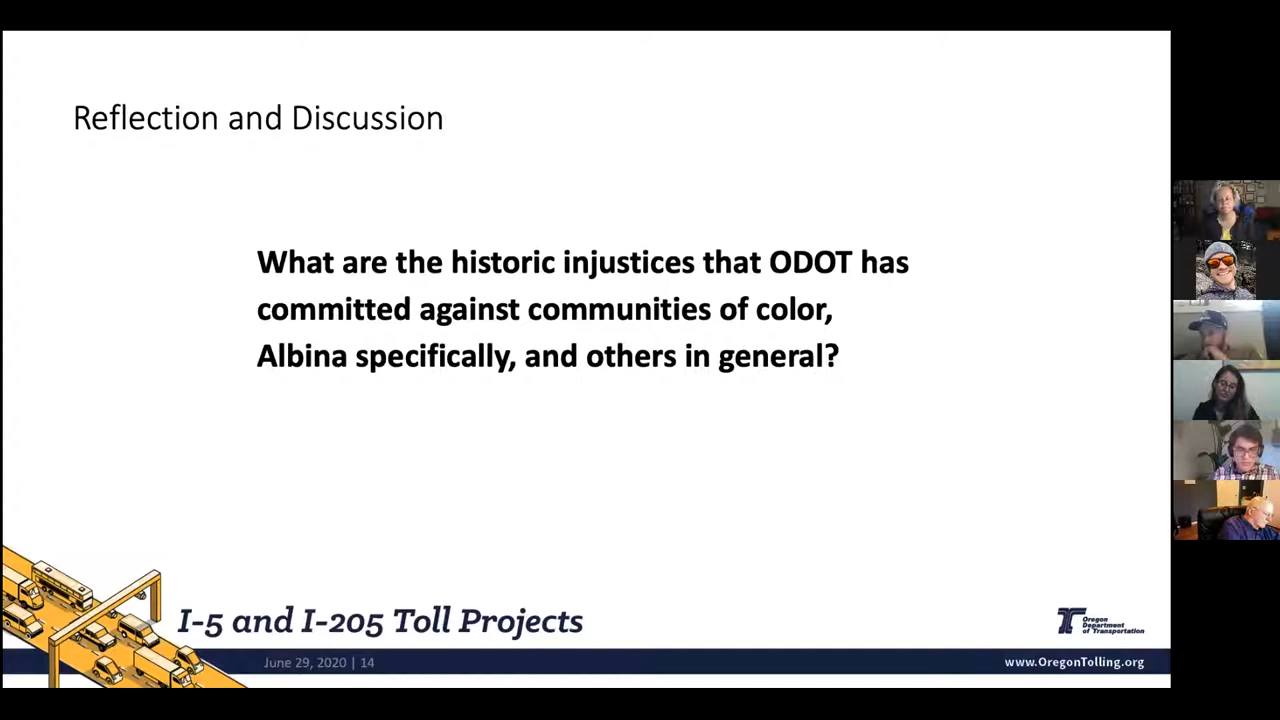 Reflection and Discussion
What are the historic injustices that ODOT has
committed against communities of color,
Albina specifically, and others in general?
I-5 and I-205 Toll Projects
Oregon
Department
of Transportation
June 29, 2020 | 14
www.OregonTolling.org